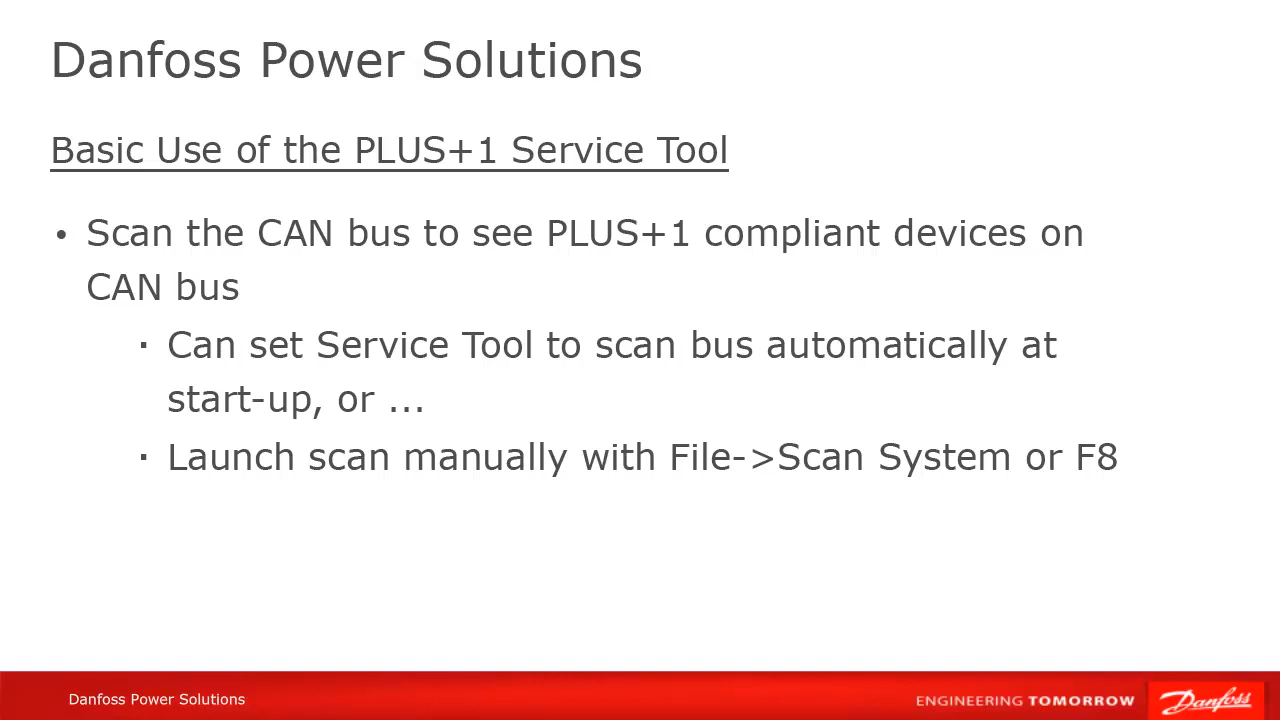 Danfoss Power Solutions
Basic Use of the PLUS+1 Service Tool
• Scan the CAN bus to see PLUS+1 compliant devices on
CAN bus
· Can set Service Tool to scan bus automatically at
start-up, or ...
· Launch scan manually with File->Scan System or F8
Danfoss Power Solutions
ENGINEERING TOMORROW
Danfoss